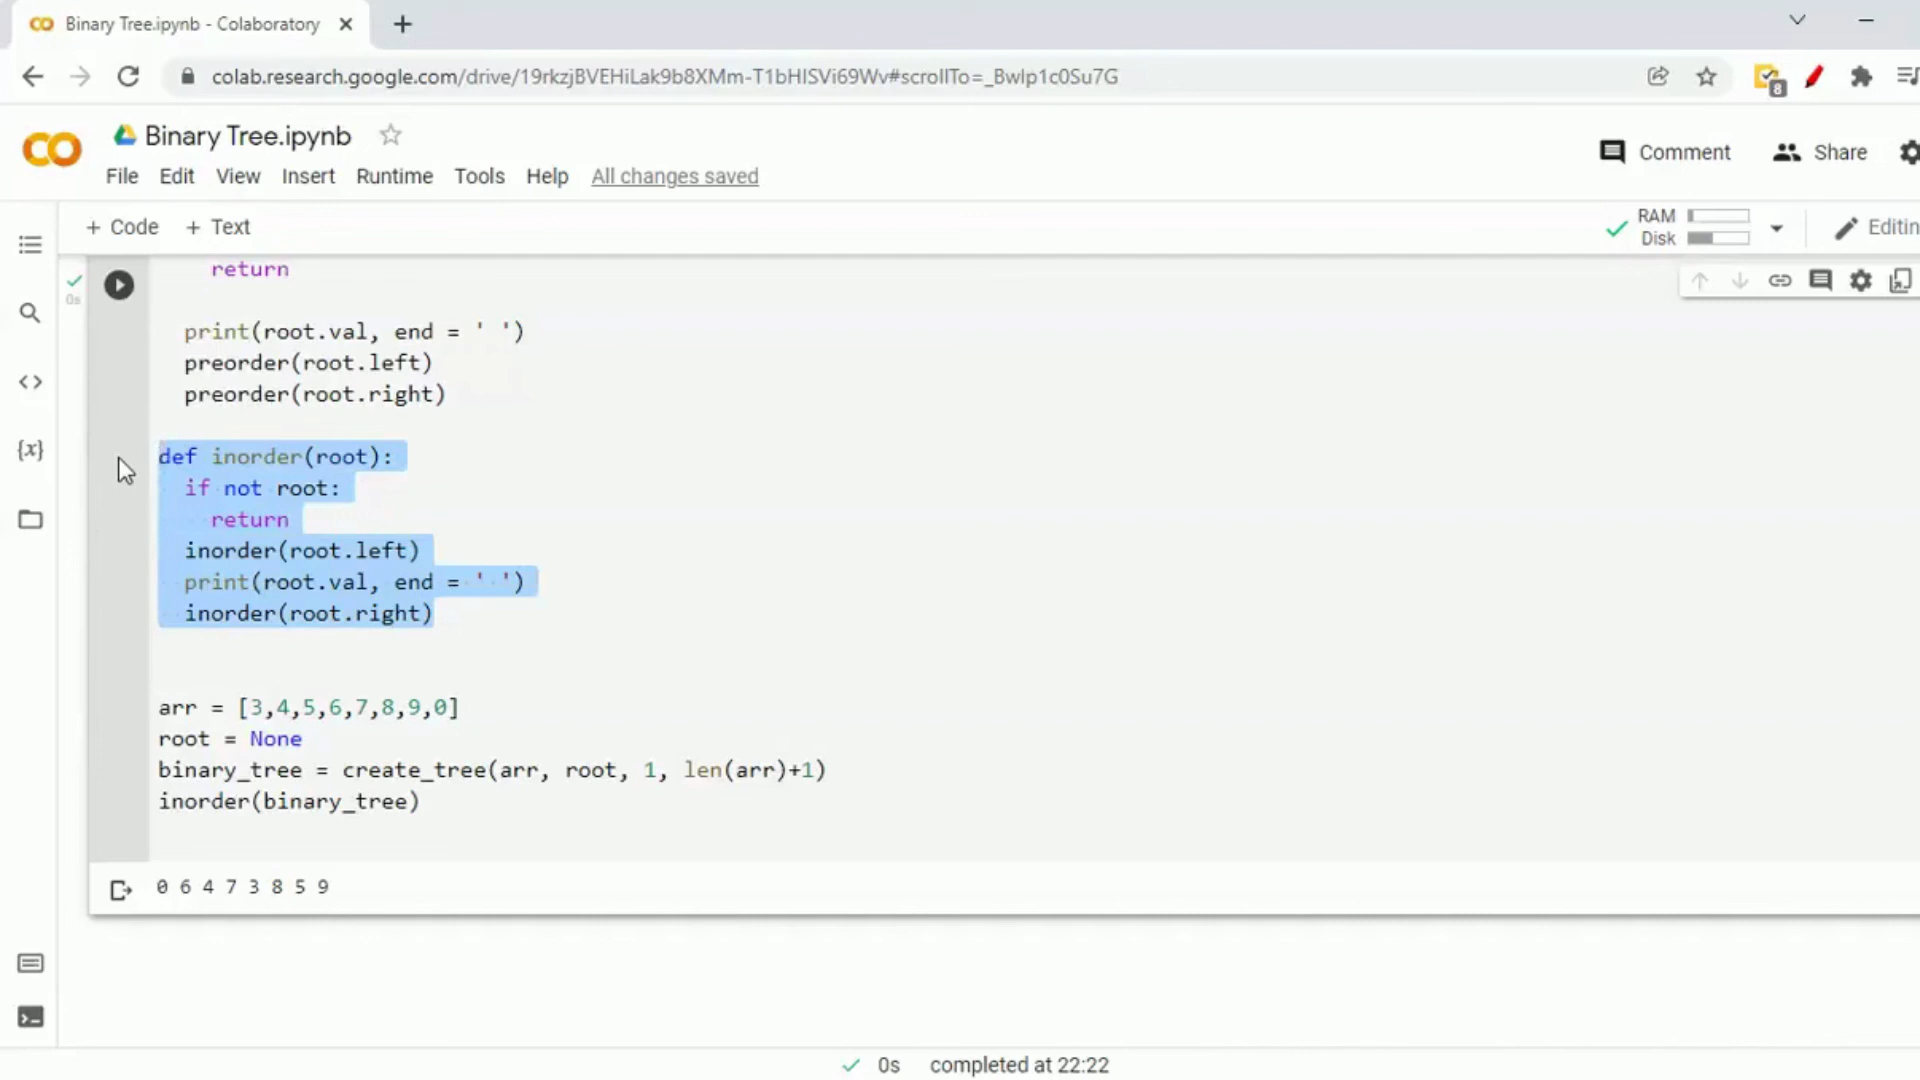 Binary Tree.ipynb - Colaboratory
colab.research.google.com/drive/19rkzjBVEHiLak9b8XMm-T1bHISVi69Wv#scrollTo=_BwIp1c0Su7G
8
Binary Tree.ipynb
Comment
Share
File Edit View Insert Runtime Tools Help All changes saved
+ Code + Text
RAM
Disk
Editin
0s
return
print(root.val, end = ' ')
preorder(root.left)
preorder(root.right)
def inorder(root):
if not root:
return
inorder(root.left)
print(root.val, end = ' ')
inorder(root.right)
arr = [3,4,5,6,7,8,9,0]
root = None
binary_tree = create_tree(arr, root, 1, len(arr)+1)
inorder(binary_tree)
0 6 4 7 3 8 5 9
0s completed at 22:22